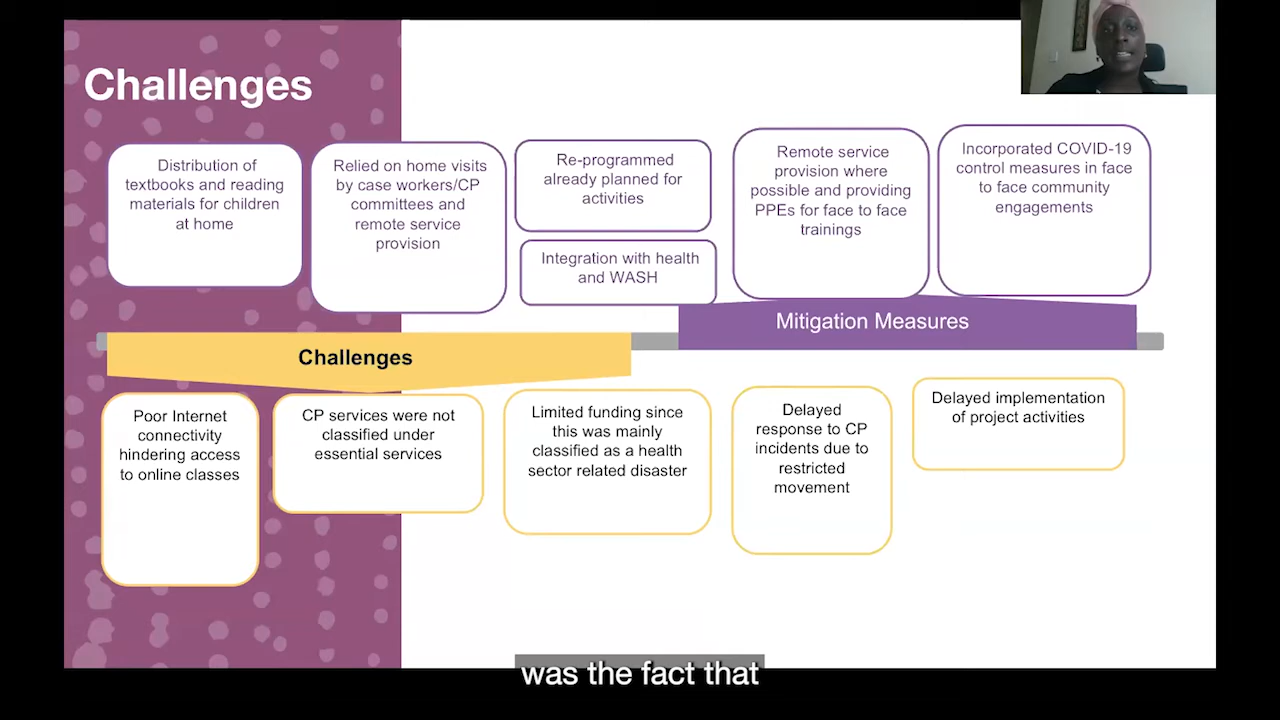 Challenges
Distribution of
textbooks and reading
materials for children
at home
Relied on home visits
by case workers/CP
committees and
remote service
provision
Re-programmed
already planned for
activities
Integration with health
and WASH
Remote service
provision where
possible and providing
PPEs for face to face
trainings
Incorporated COVID-19
control measures in face
to face community
engagements
Mitigation Measures
Challenges
Poor Internet
connectivity
hindering access
to online classes
CP services were not
classified under
essential services
Limited funding since
this was mainly
classified as a health
sector related disaster
Delayed
response to CP
incidents due to
restricted
movement
Delayed implementation
of project activities
was the fact that